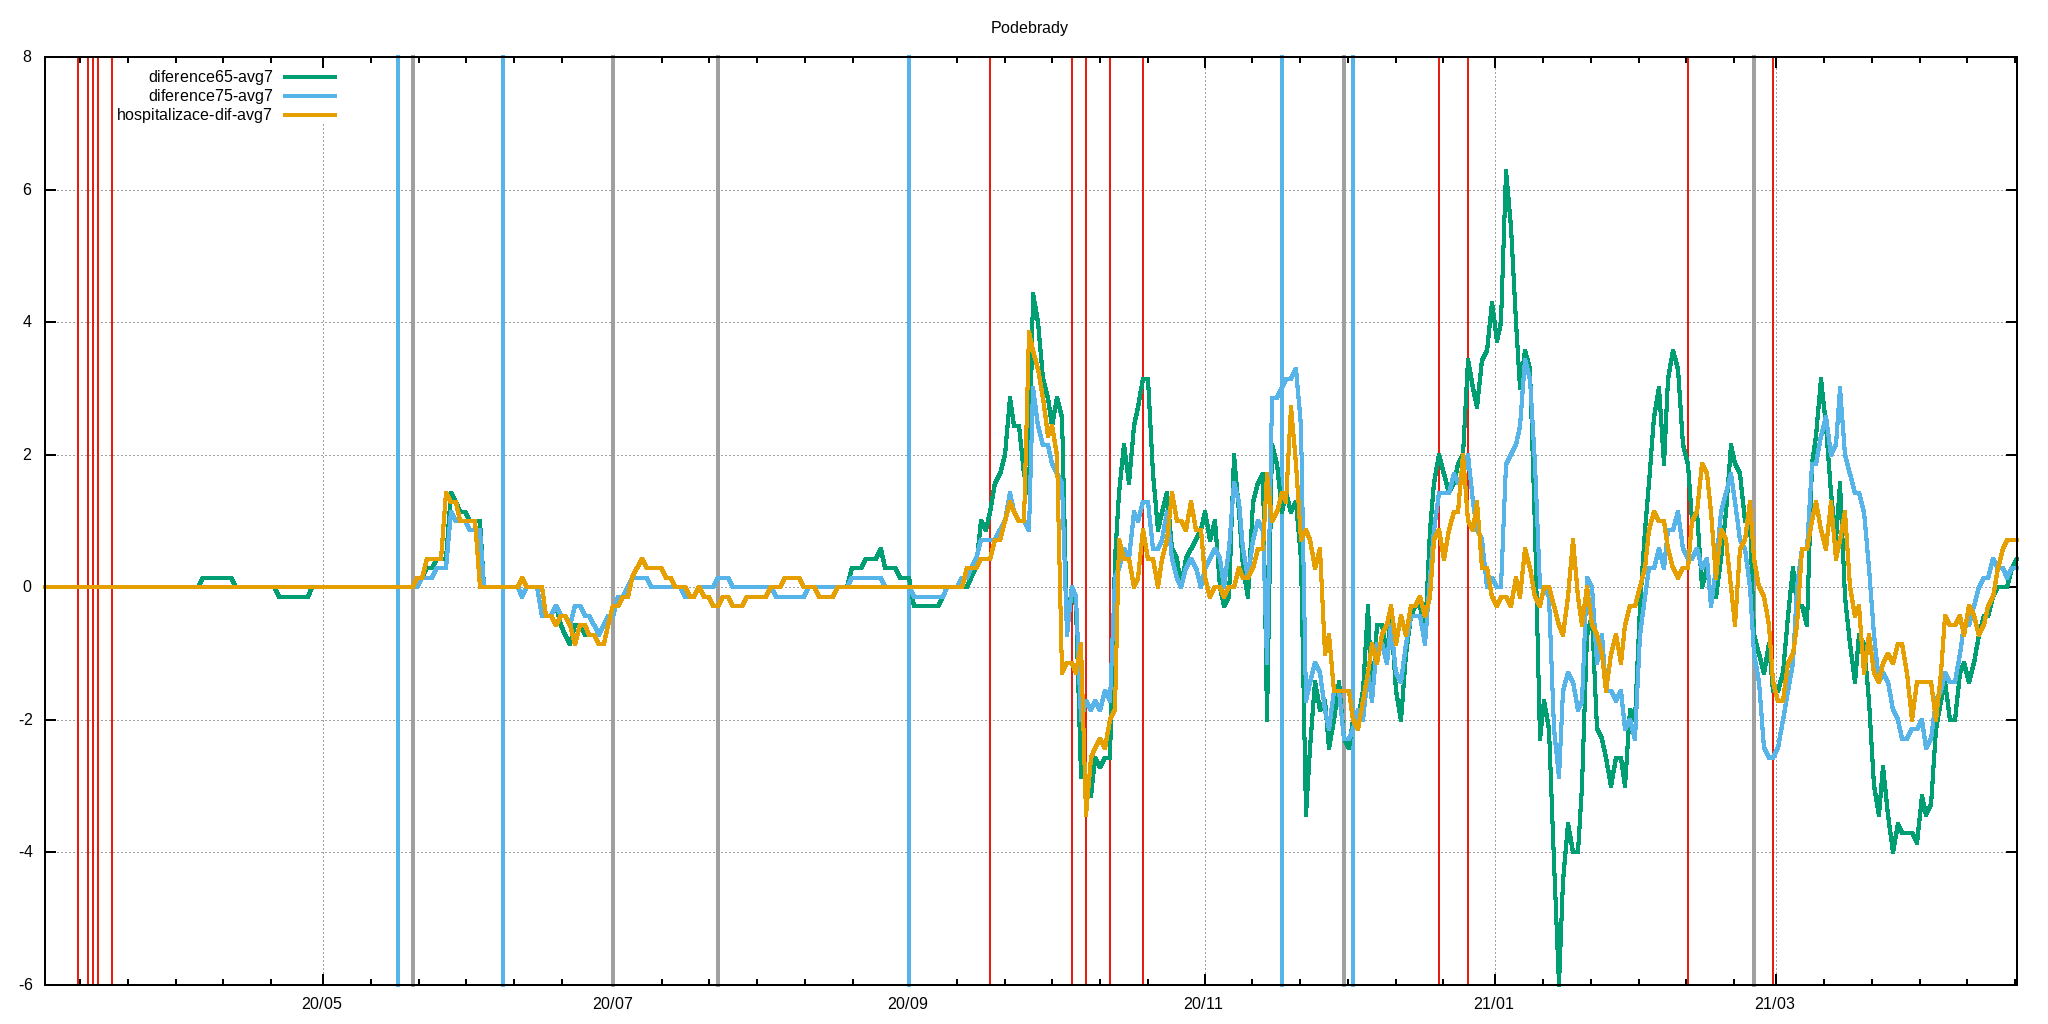 Podebrady
8
diference65-avg7
diference75-avg7
hospitalizace-dif-avg7
6
4
2
0
-2
-4
-6
20/05 20/07 20/09 20/11 21/01 21/03